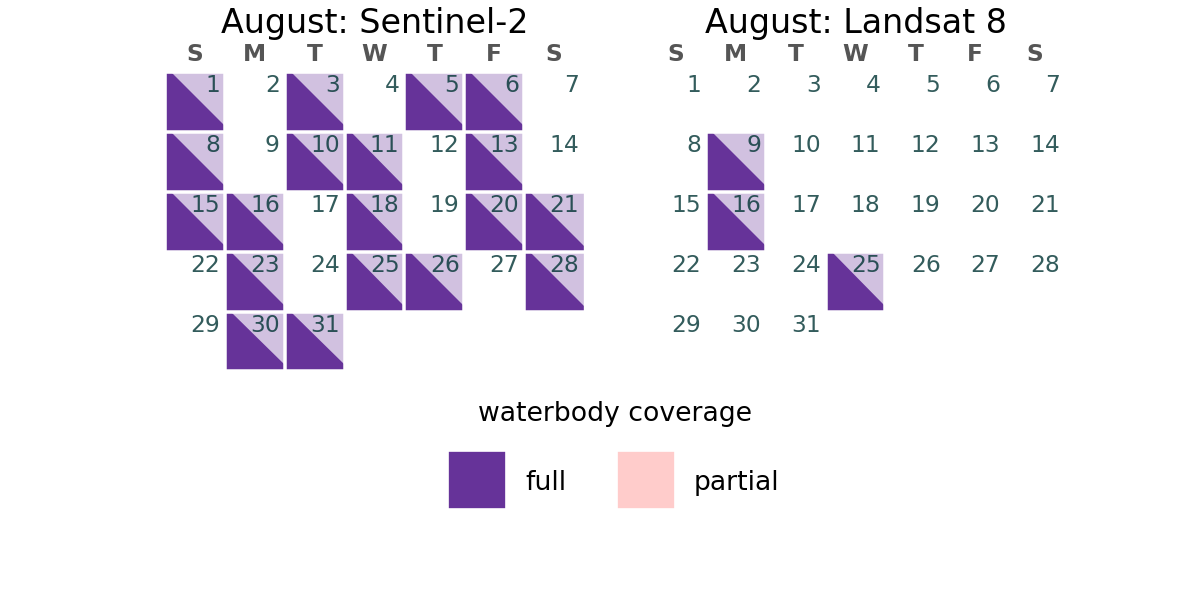 August: Sentinel-2
S M T W T F S
1 2 3 4 5 6 7
8 9 10 11 12 13 14
15 16 17 18 19 20 21
22 23 24 25 26 27 28
29 30 31
August: Landsat 8
S M T W T F S
1 2 3 4 5 6 7
8 9 10 11 12 13 14
15 16 17 18 19 20 21
22 23 24 25 26 27 28
29 30 31
waterbody coverage
full partial